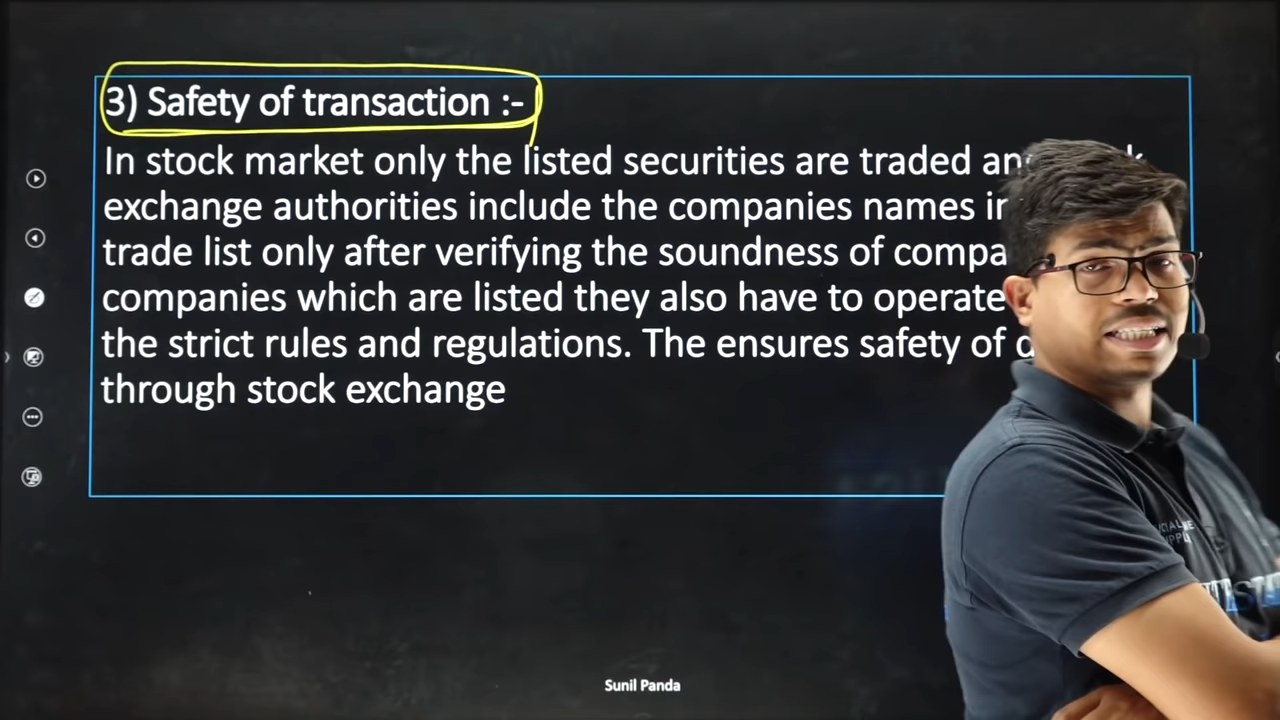 3) Safety of transaction :-
In stock market only the listed securities are traded and
exchange authorities include the companies names in
trade list only after verifying the soundness of
companies which are listed they also have to operate
the strict rules and regulations. The ensures safety of
through stock exchange
Sunil Panda